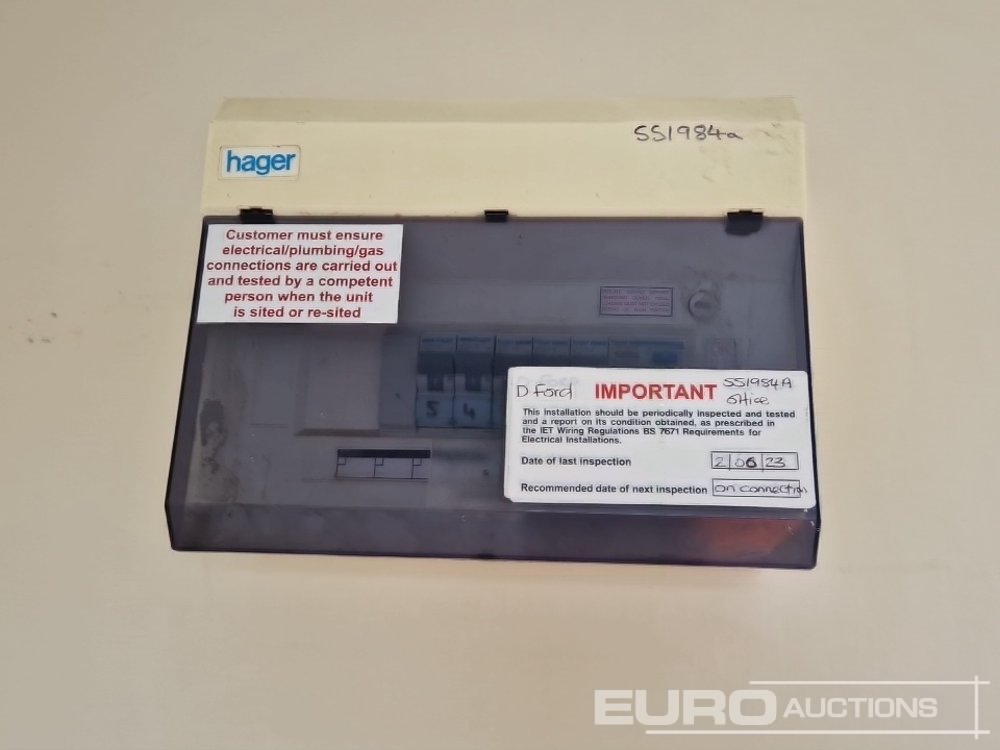 SS1984a
hager
Customer must ensure
electrical/plumbing/gas
connections are carried out
and tested by a competent
person when the unit
is sited or re-sited
5 4
D Ford IMPORTANT SS1984A
office
This installation should be periodically inspected and tested
and a report on its condition obtained, as prescribed in
the IET Wiring Regulations BS 7671 Requirements for
Electrical Installations.
Date of last inspection 2 06 23
Recommended date of next inspection on connection
EURO AUCTIONS